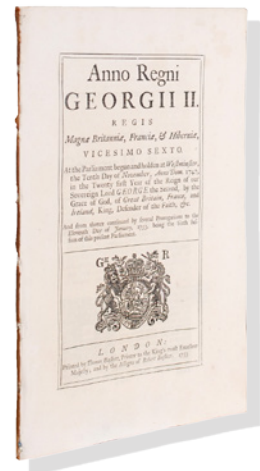 Anno Regni
GEORGII II.
REGIS
Magnæ Britanniæ, Franciæ, & Hiberniæ,
VICESIMO SEXTO.
At the Parliament begun and holden at Westminster,
the Tenth Day of November, Anno Dom. 1747,
in the Twenty first Year of the Reign of our
Sovereign Lord GEORGE the Second, by the
Grace of God, of Great Britain, France, and
Ireland, King, Defender of the Faith, &c.
And from thence continued by several Prorogations to the
Eleventh Day of January, 1753, being the Sixth Ses-
sion of this present Parliament.
G R
LONDON:
Printed by Thomas Baskett, Printer to the King's most Excellent
Majesty; and by the Assigns of Robert Baskett. 1753